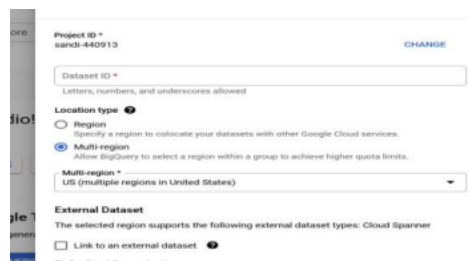 ore
Project ID *
sandi-440913
CHANGE
Dataset ID *
Letters, numbers, and underscores allowed
Location type
Region
Specify a region to colocate your datasets with other Google Cloud services.
dio!
Multi-region
Allow BigQuery to select a region within a group to achieve higher quota limits.
Multi-region *
US (multiple regions in United States)
External Dataset
gle T
The selected region supports the following external dataset types: Cloud Spanner
gener
Link to an external dataset